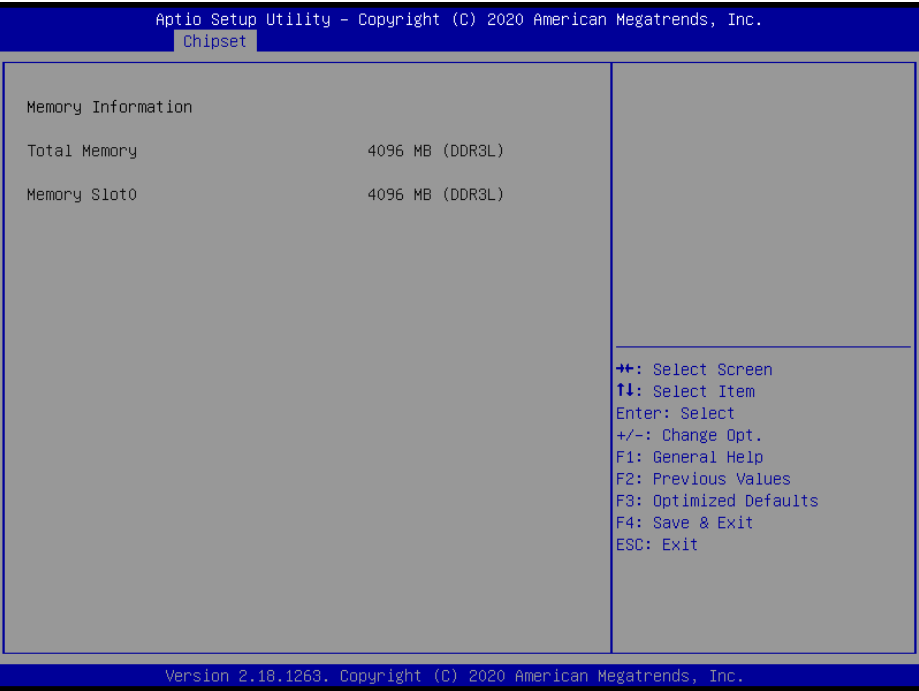 Aptio Setup Utility – Copyright (C) 2020 American Megatrends, Inc.
Chipset
Memory Information
Total Memory 4096 MB (DDR3L)
Memory Slot0 4096 MB (DDR3L)
→←: Select Screen
↑↓: Select Item
Enter: Select
+/-: Change Opt.
F1: General Help
F2: Previous Values
F3: Optimized Defaults
F4: Save & Exit
ESC: Exit
Version 2.18.1263. Copyright (C) 2020 American Megatrends, Inc.